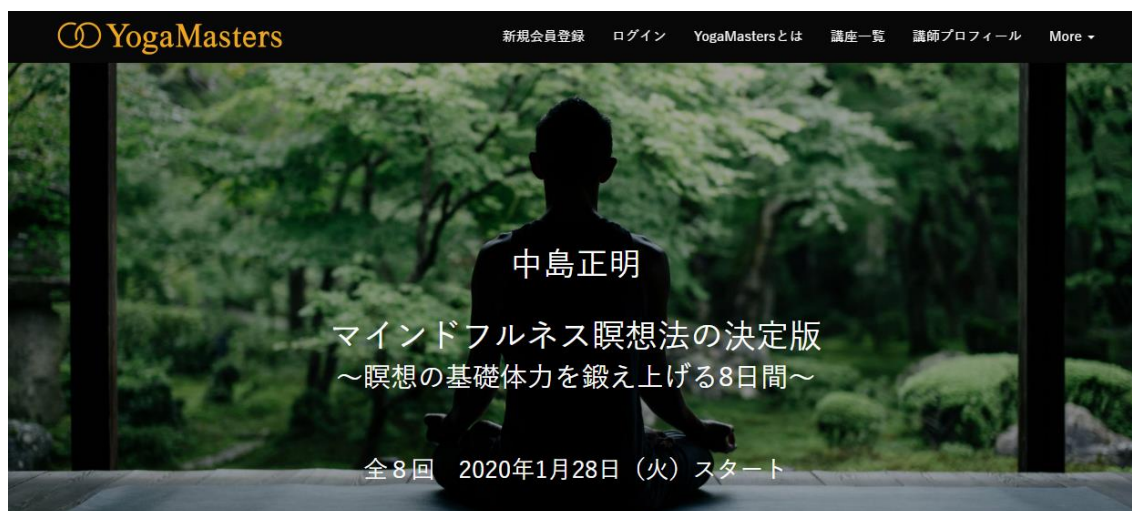 YogaMasters
新規会員登録 ログイン YogaMastersとは 講座一覧 講師プロフィール More
中島正明
マインドフルネス瞑想法の決定版
～瞑想の基礎体力を鍛え上げる8日間～
全８回　2020年1月28日（火）スタート